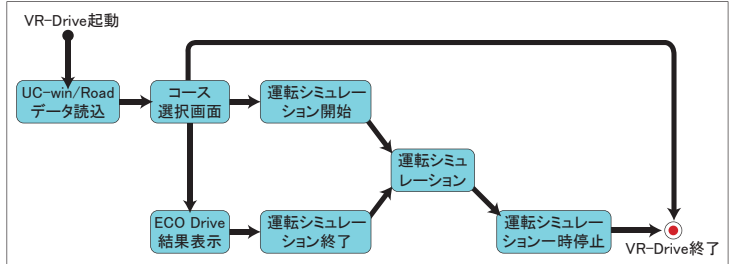 VR-Drive起動
UC-win/Road
データ読込
コース
選択画面
運転シミュレー
ション開始
運転シミュ
レーション
ECO Drive
結果表示
運転シミュレー
ション終了
運転シミュレー
ション一時停止
VR-Drive終了